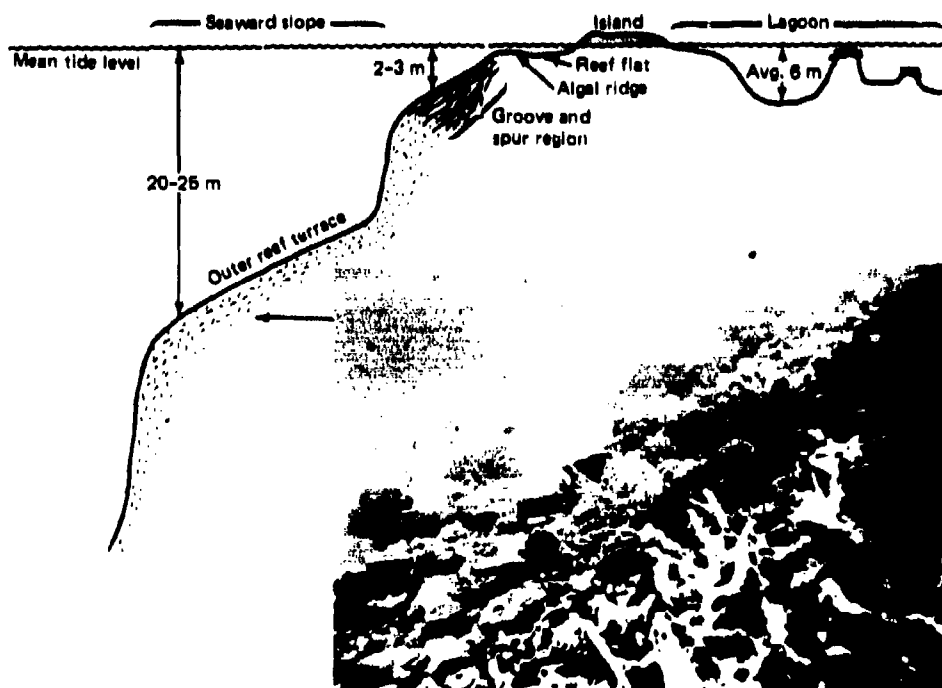 Seaward slope
Island
Lagoon
Mean tide level
2-3 m
Reef flat
Avg. 6 m
Algal ridge
Groove and
spur region
20-25 m
Outer reef terrace